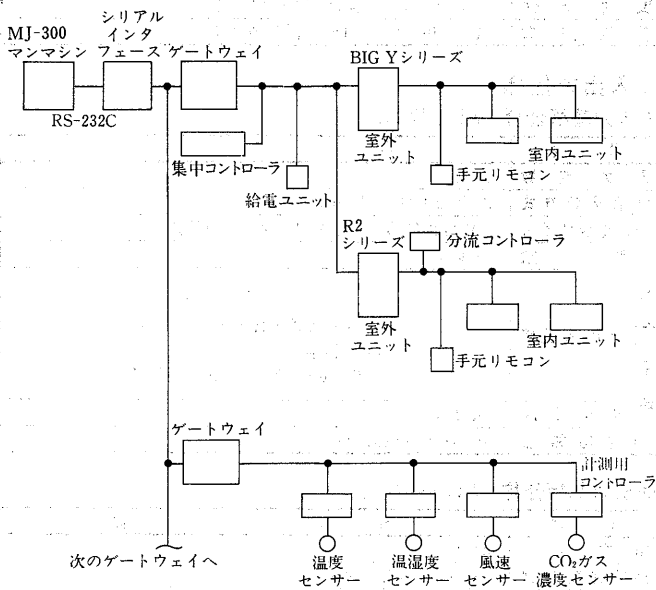 シリアル
MJ-300 インタ
マンマシン フェース ゲートウェイ
RS-232C
集中コントローラ
給電ユニット
BIG Yシリーズ
室外
ユニット
手元リモコン
室内ユニット
R2
シリーズ
分流コントローラ
室外
ユニット
手元リモコン
室内ユニット
ゲートウェイ
計測用
コントローラ
次のゲートウェイへ
温度
センサー
温湿度
センサー
風速
センサー
CO₂ガス
濃度センサー